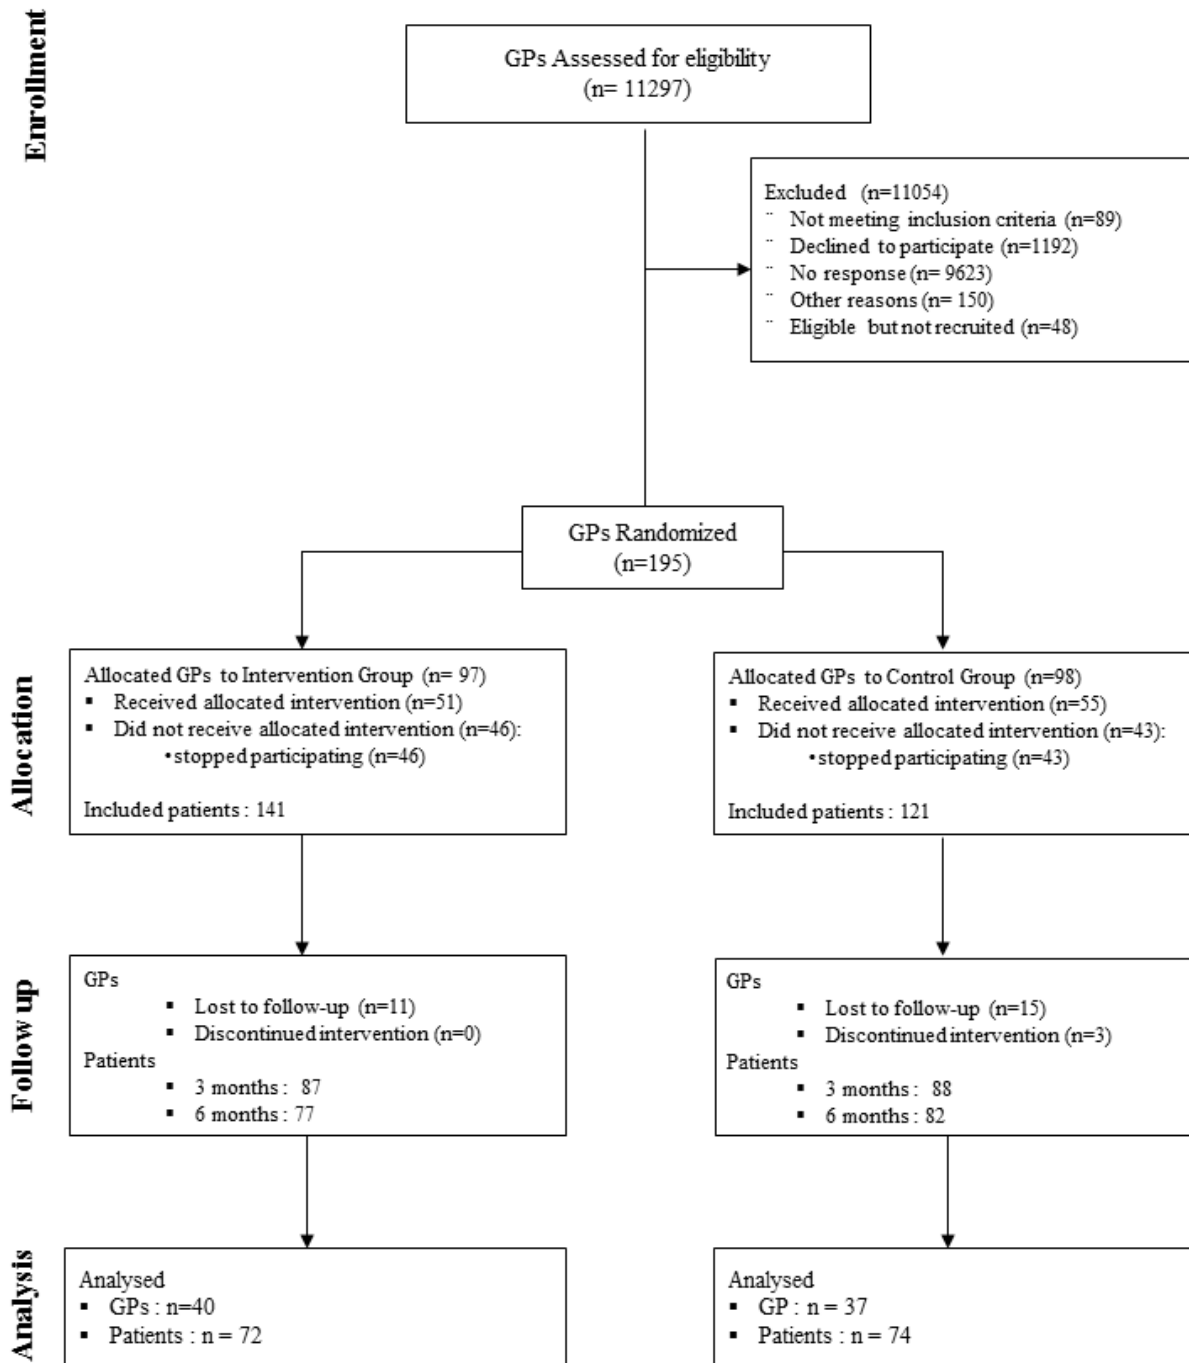 Enrollment
GPs Assessed for eligibility
(n= 11297)
Excluded (n=11054)
¨ Not meeting inclusion criteria (n=89)
¨ Declined to participate (n=1192)
¨ No response (n= 9623)
¨ Other reasons (n= 150)
¨ Eligible but not recruited (n=48)
GPs Randomized
(n=195)
Allocation
Allocated GPs to Intervention Group (n= 97)
▪ Received allocated intervention (n=51)
▪ Did not receive allocated intervention (n=46):
•stopped participating (n=46)
Included patients : 141
Allocated GPs to Control Group (n=98)
▪ Received allocated intervention (n=55)
▪ Did not receive allocated intervention (n=43):
•stopped participating (n=43)
Included patients : 121
Follow up
GPs
▪ Lost to follow-up (n=11)
▪ Discontinued intervention (n=0)
Patients
▪ 3 months : 87
▪ 6 months : 77
GPs
▪ Lost to follow-up (n=15)
▪ Discontinued intervention (n=3)
Patients
▪ 3 months : 88
▪ 6 months : 82
Analysis
Analysed
▪ GPs : n=40
▪ Patients : n = 72
Analysed
▪ GP : n = 37
▪ Patients : n = 74